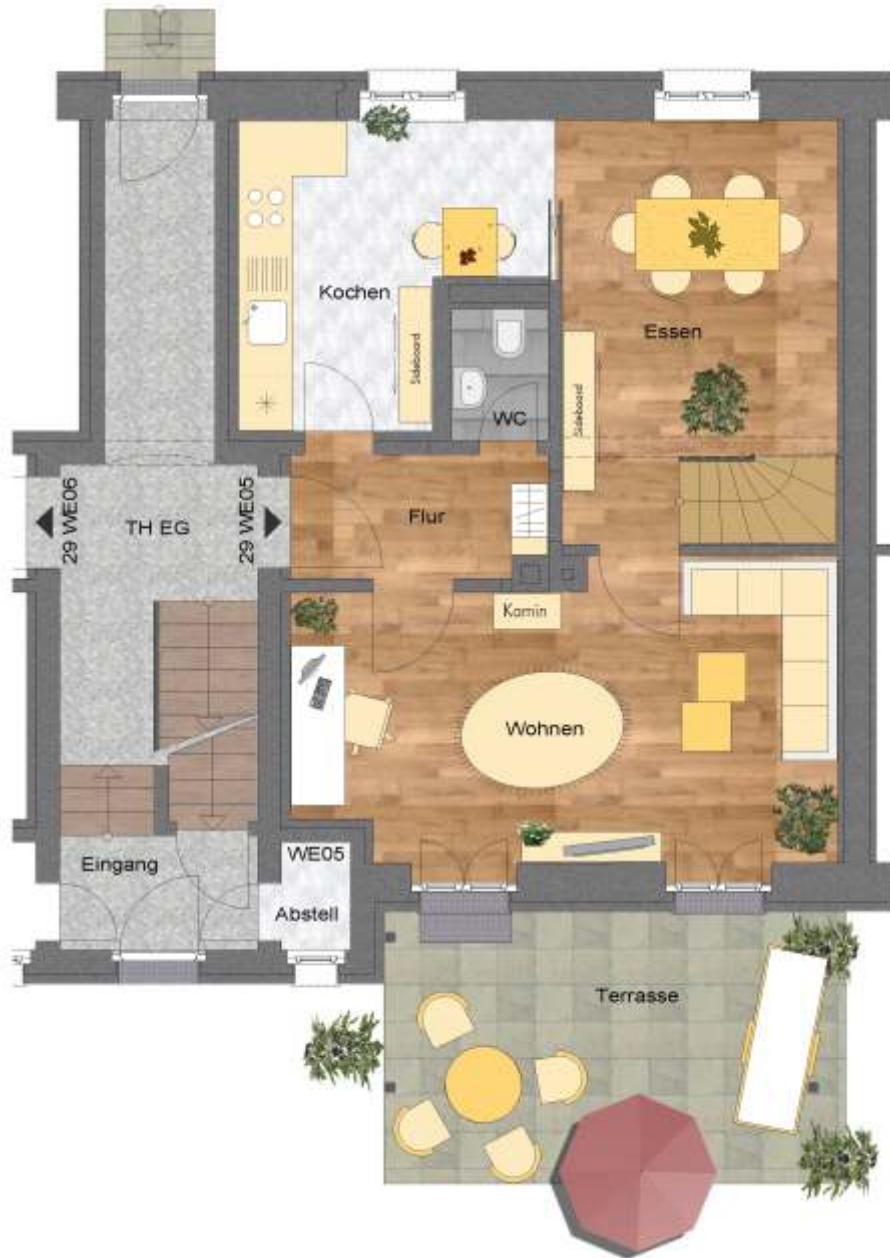 Kochen
Sideboard
WC
Essen
Sideboard
29 WE06
TH EG
29 WE05
Flur
Kamin
Wohnen
Eingang
WE05
Abstell
Terrasse